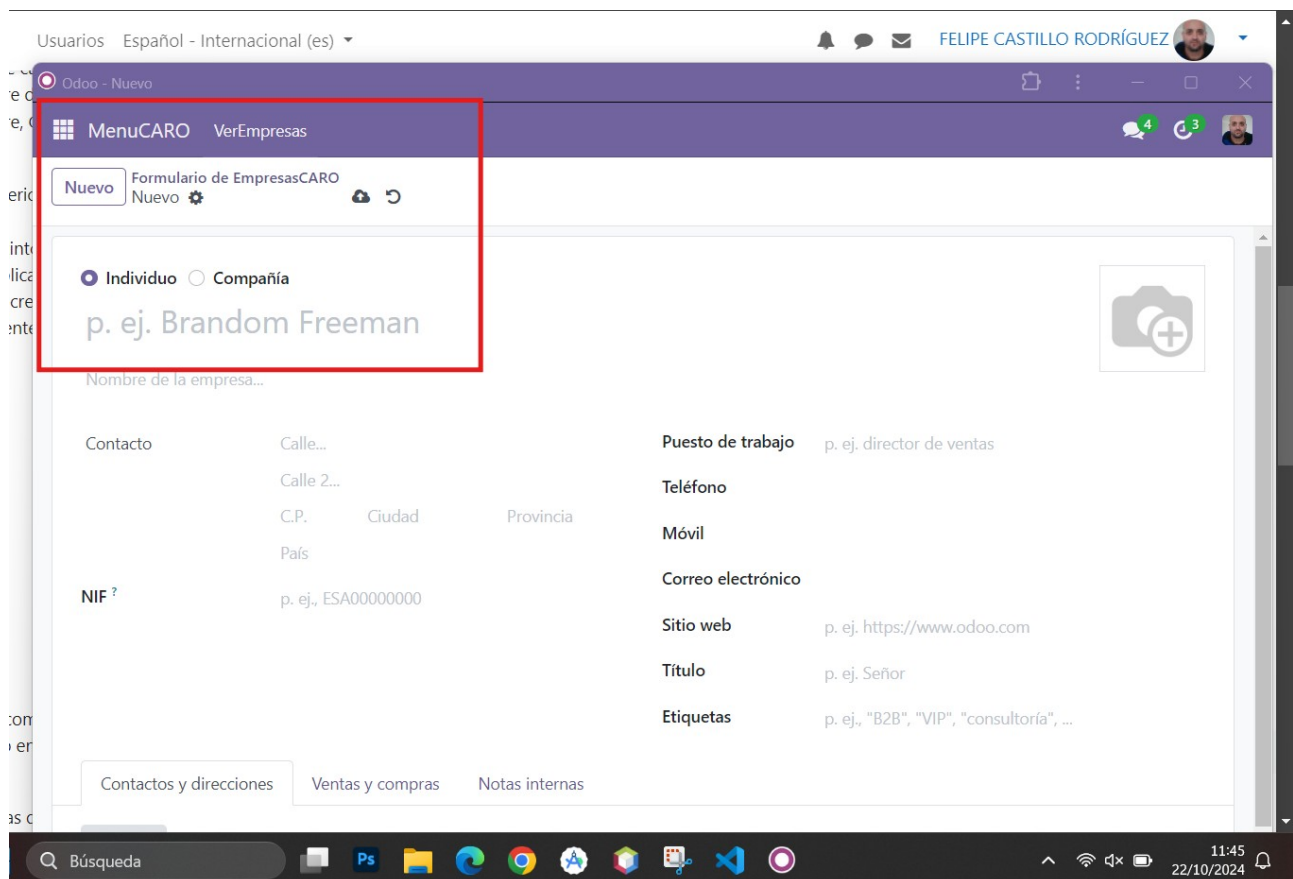 Usuarios Español - Internacional (es)
FELIPE CASTILLO RODRÍGUEZ
Odoo - Nuevo
MenuCARO VerEmpresas
4 3
Nuevo Formulario de EmpresasCARO
Nuevo
Individuo Compañía
p. ej. Brandom Freeman
Nombre de la empresa...
Contacto Calle... Puesto de trabajo p. ej. director de ventas
Calle 2... Teléfono
C.P. Ciudad Provincia Móvil
País
NIF ? p. ej., ESA00000000 Correo electrónico
Sitio web p. ej. https://www.odoo.com
Título p. ej. Señor
Etiquetas p. ej., "B2B", "VIP", "consultoría", ...
Contactos y direcciones Ventas y compras Notas internas
Búsqueda Ps 11:45
22/10/2024